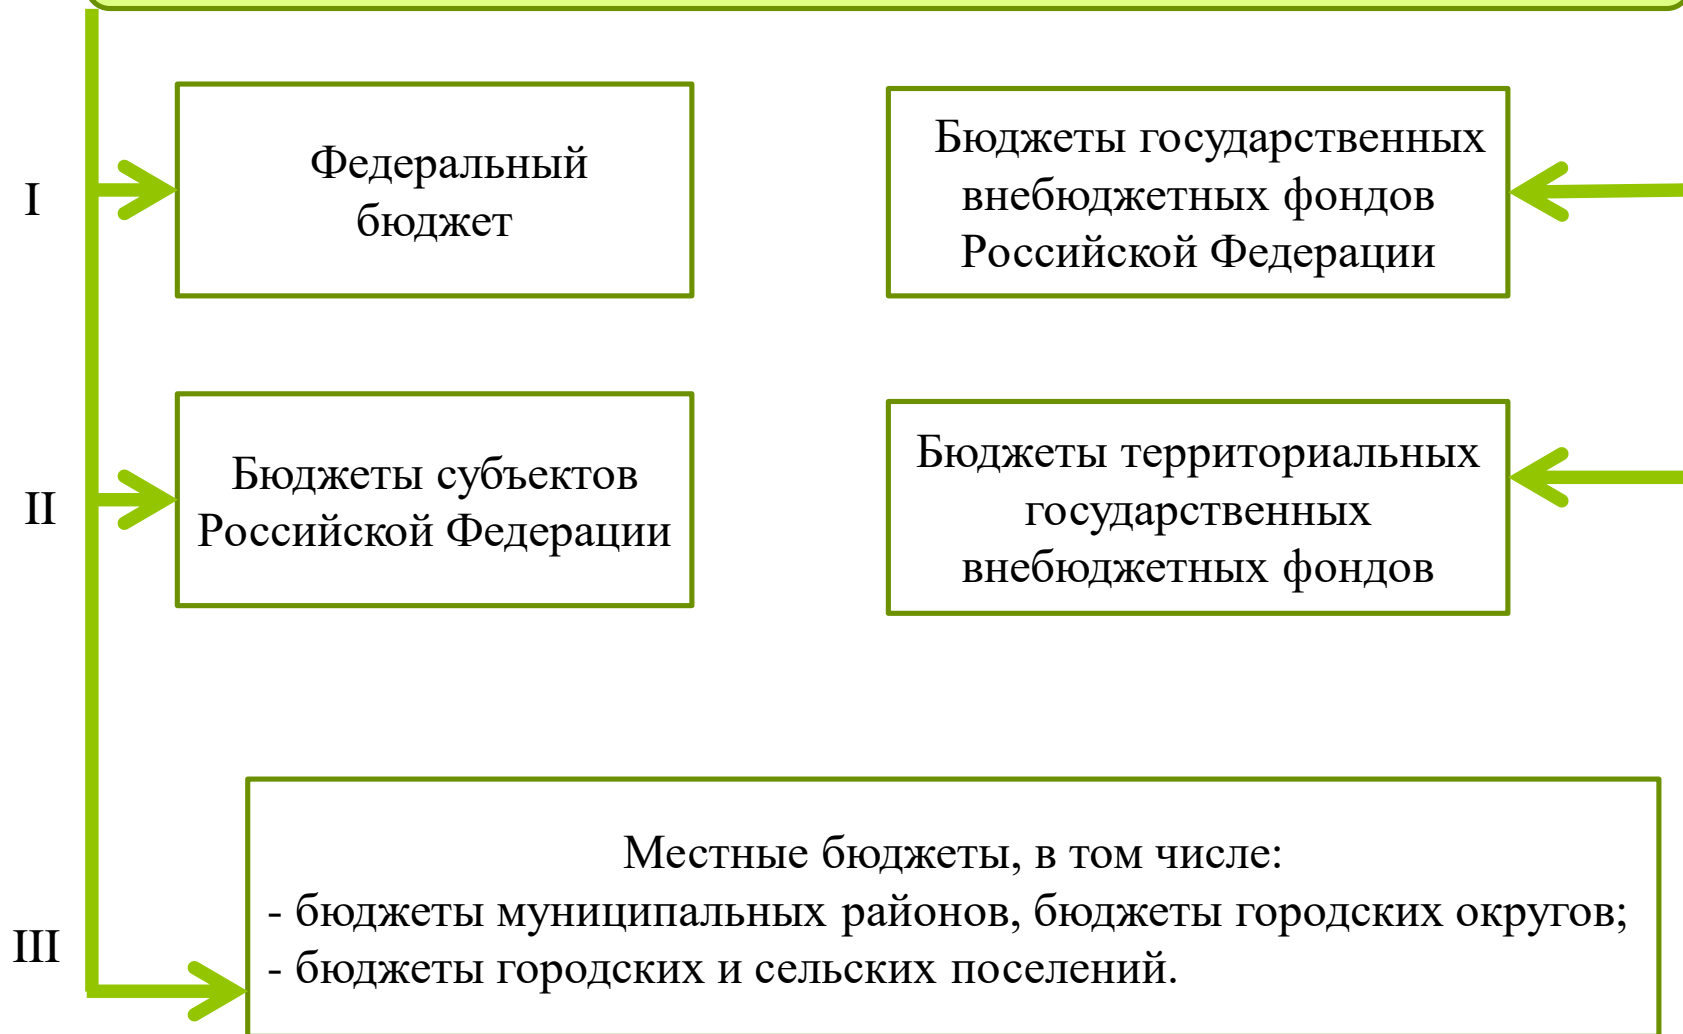 I
Федеральный
бюджет
Бюджеты государственных
внебюджетных фондов
Российской Федерации
II
Бюджеты субъектов
Российской Федерации
Бюджеты территориальных
государственных
внебюджетных фондов
III
Местные бюджеты, в том числе:
- бюджеты муниципальных районов, бюджеты городских округов;
- бюджеты городских и сельских поселений.